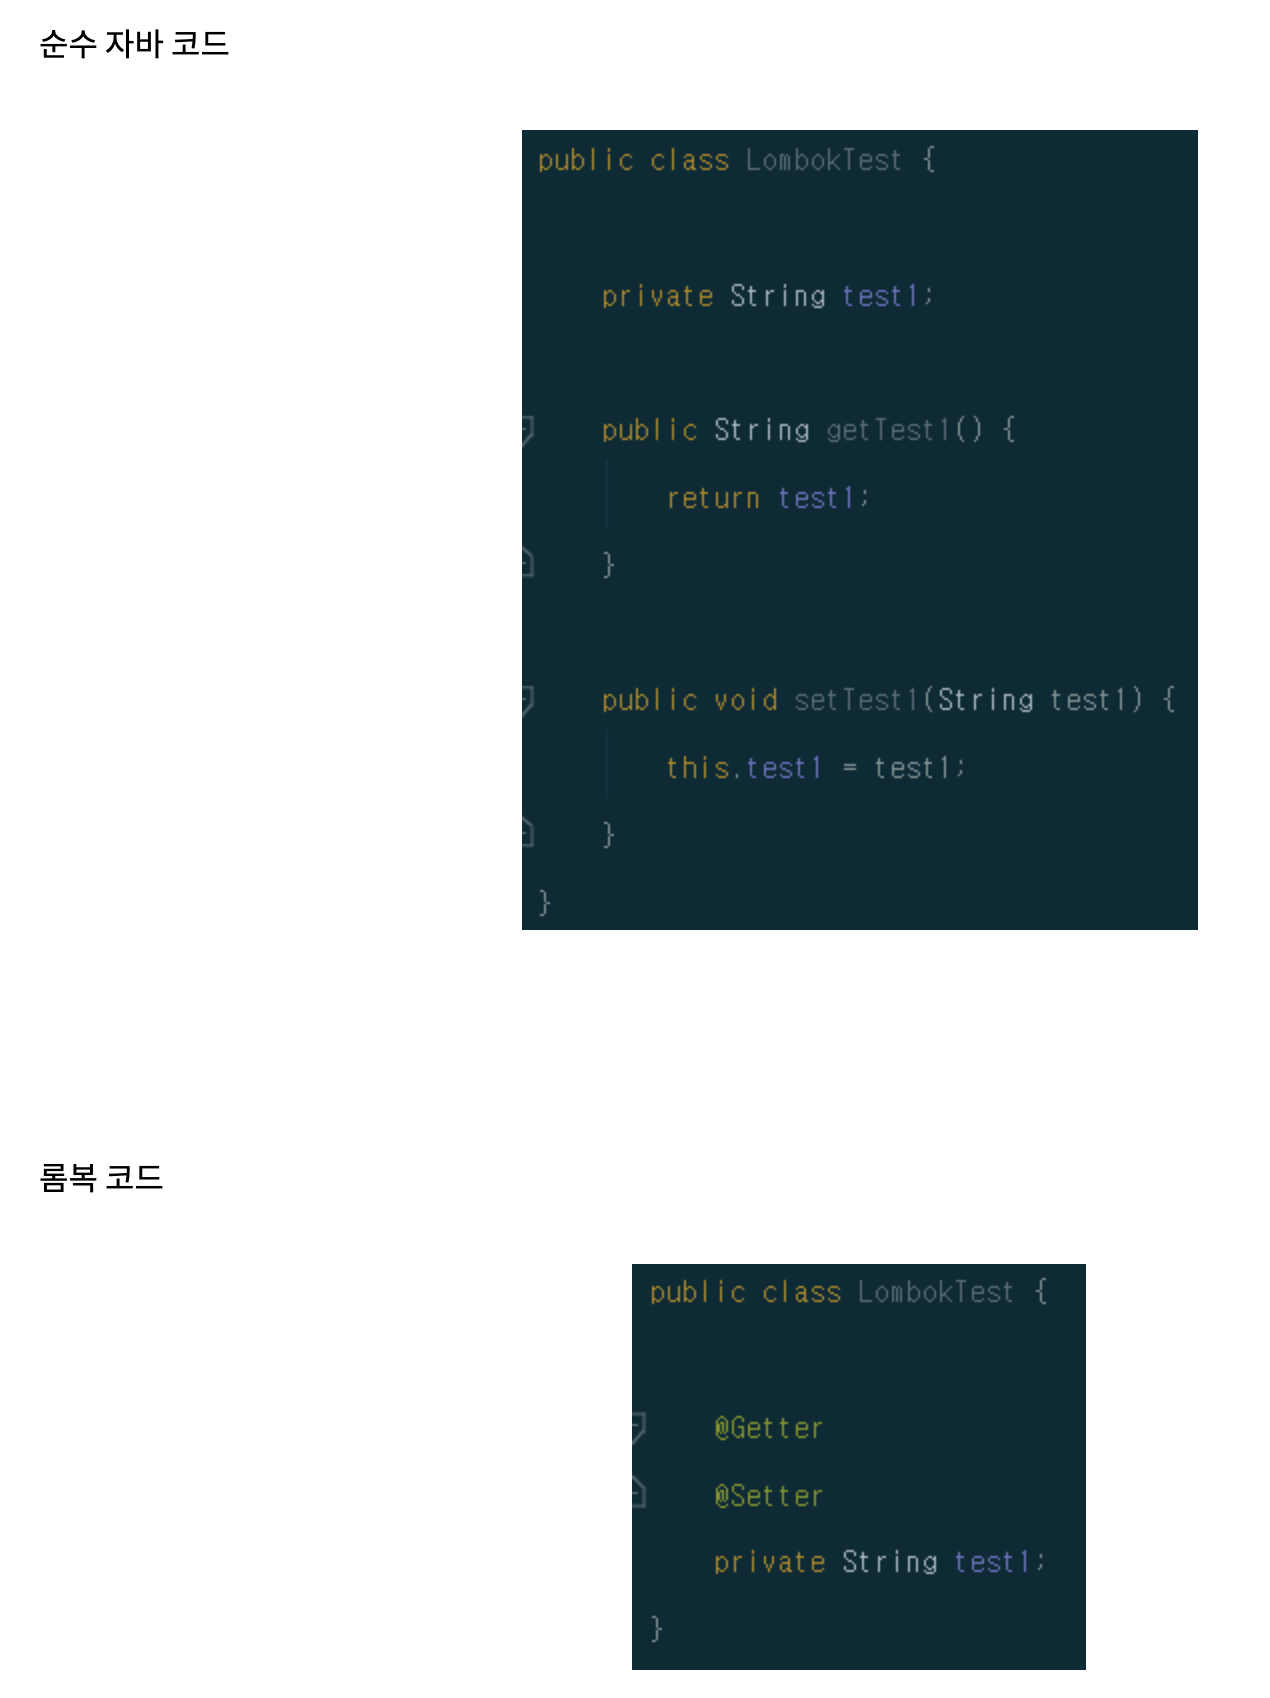 순수 자바 코드
public class LombokTest {
private String test1;
public String getTest1() {
return test1;
}
public void setTest1(String test1) {
this.test1 = test1;
}
}
롬복 코드
public class LombokTest {
@Getter
@Setter
private String test1;
}